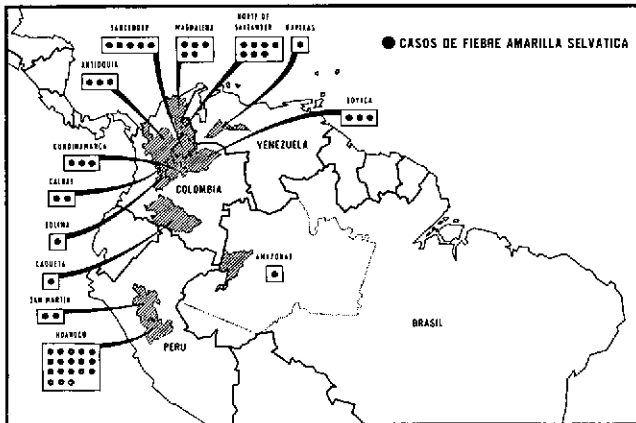 SANTANDER
MAGDALENA
NORTE DE
SANTANDER
BARINAS
● CASOS DE FIEBRE AMARILLA SELVATICA
ANTIOQUIA
BOYACA
VENEZUELA
CUNDINAMARCA
CALDAS
COLOMBIA
TOLIMA
CAQUETA
AMAZONAS
SAN MARTIN
BRASIL
HUANUCO
PERU